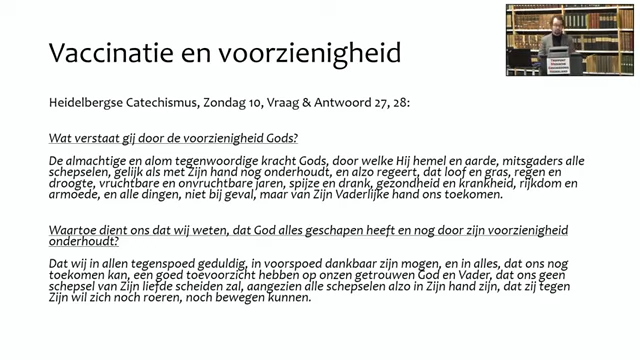 Vaccinatie en voorzienigheid
Heidelbergse Catechismus, Zondag 10, Vraag & Antwoord 27, 28:
Wat verstaat gij door de voorzienigheid Gods?
De almachtige en alom tegenwoordige kracht Gods, door welke Hij hemel en aarde, mitsgaders alle
schepselen, gelijk als met Zijn hand nog onderhoudt, en alzo regeert, dat loof en gras, regen en
droogte, vruchtbare en onvruchtbare jaren, spijze en drank, gezondheid en krankheid, rijkdom en
armoede, en alle dingen, niet bij geval, maar van Zijn Vaderlijke hand ons toekomen.
Waartoe dient ons dat wij weten, dat God alles geschapen heeft en nog door zijn voorzienigheid
onderhoudt?
Dat wij in allen tegenspoed geduldig, in voorspoed dankbaar zijn mogen, en in alles, dat ons nog
toekomen kan, een goed toevoorzicht hebben op onzen getrouwen God en Vader, dat ons geen
schepsel van Zijn liefde scheiden zal, aangezien alle schepselen alzo in Zijn hand zijn, dat zij tegen
Zijn wil zich noch roeren, noch bewegen kunnen.